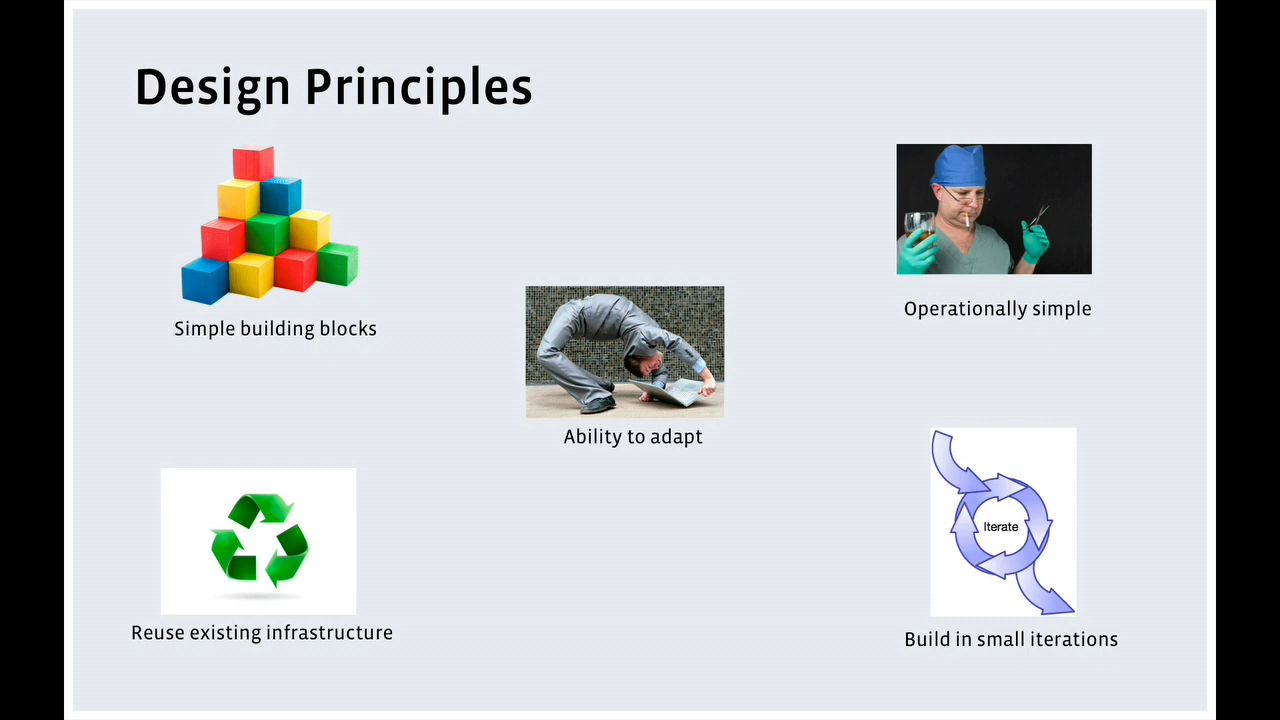 Design Principles
Simple building blocks
Operationally simple
Ability to adapt
Iterate
Reuse existing infrastructure
Build in small iterations